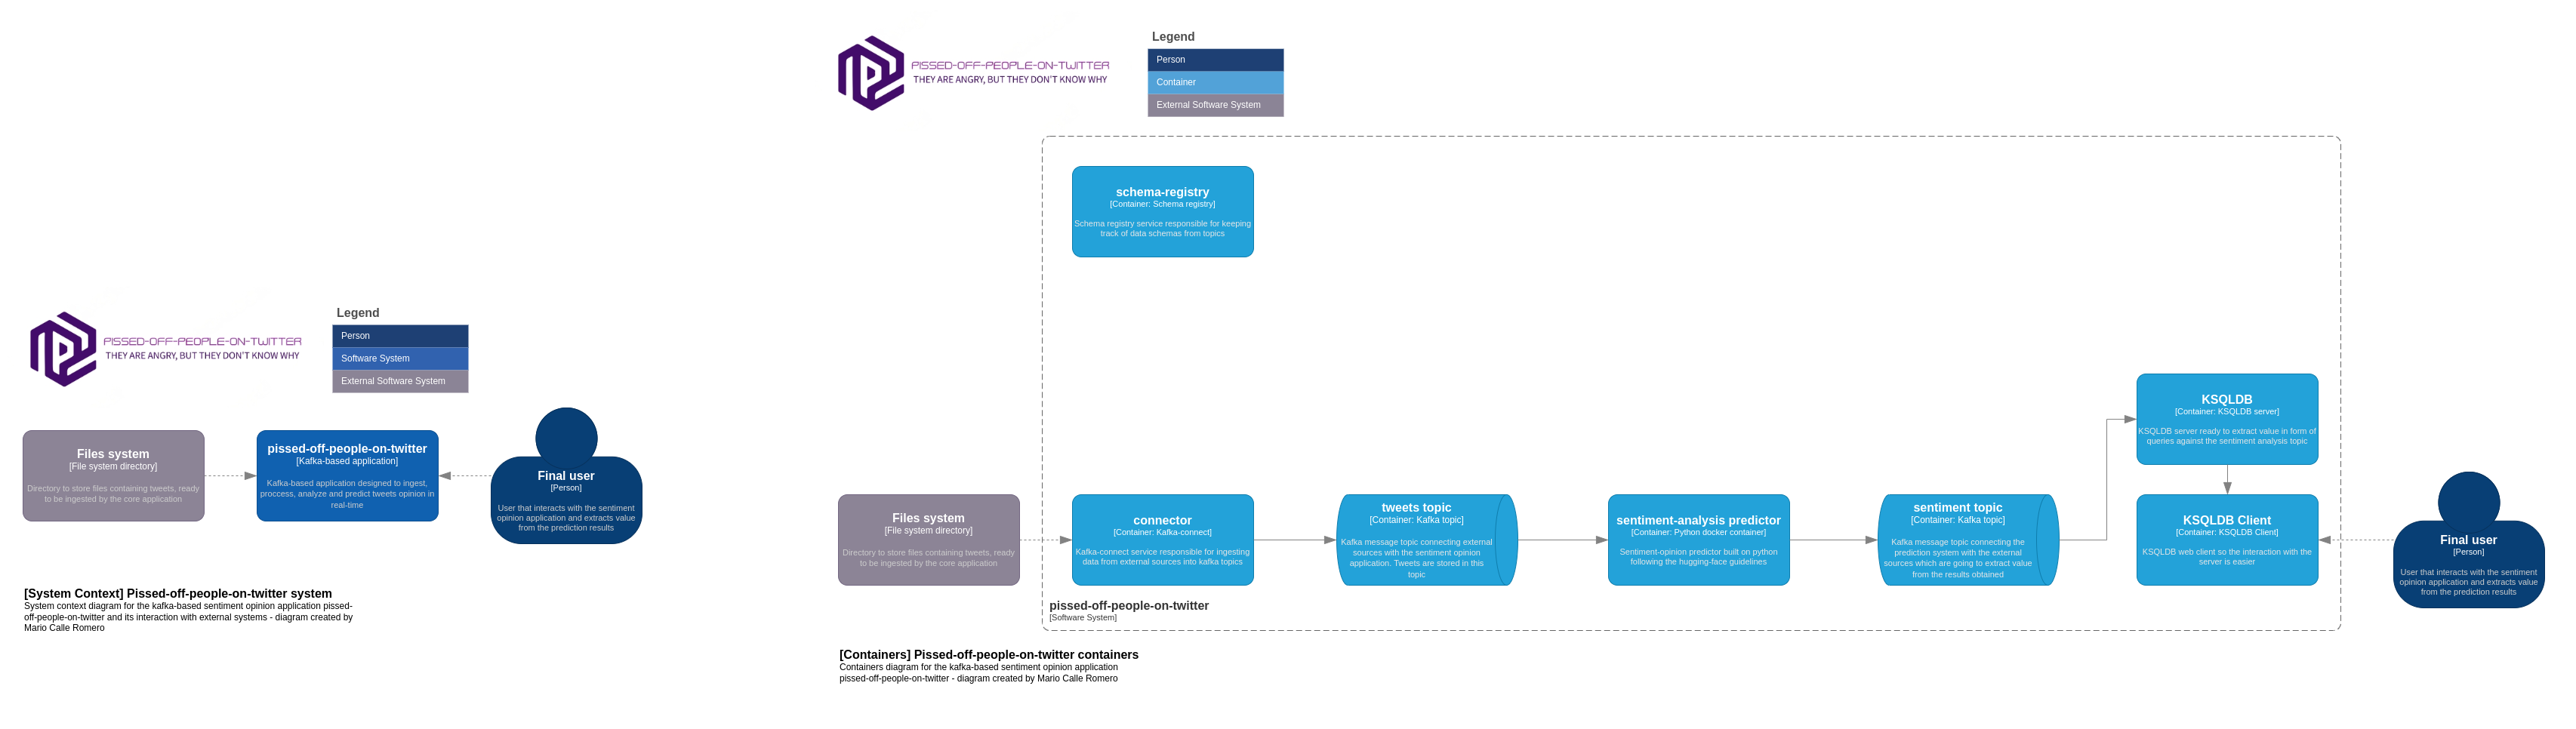 PISSED-OFF-PEOPLE-ON-TWITTER
THEY ARE ANGRY, BUT THEY DON'T KNOW WHY
Legend
Person
Software System
External Software System
Files system
[File system directory]
Directory to store files containing tweets, ready
to be ingested by the core application
pissed-off-people-on-twitter
[Kafka-based application]
Kafka-based application designed to ingest,
proccess, analyze and predict tweets opinion in
real-time
Final user
[Person]
User that interacts with the sentiment
opinion application and extracts value
from the prediction results
[System Context] Pissed-off-people-on-twitter system
System context diagram for the kafka-based sentiment opinion application pissed-
off-people-on-twitter and its interaction with external systems - diagram created by
Mario Calle Romero
PISSED-OFF-PEOPLE-ON-TWITTER
THEY ARE ANGRY, BUT THEY DON'T KNOW WHY
Legend
Person
Container
External Software System
schema-registry
[Container: Schema registry]
Schema registry service responsible for keeping
track of data schemas from topics
Files system
[File system directory]
Directory to store files containing tweets, ready
to be ingested by the core application
connector
[Container: Kafka-connect]
Kafka-connect service responsible for ingesting
data from external sources into kafka topics
tweets topic
[Container: Kafka topic]
Kafka message topic connecting external
sources with the sentiment opinion
application. Tweets are stored in this
topic
sentiment-analysis predictor
[Container: Python docker container]
Sentiment-opinion predictor built on python
following the hugging-face guidelines
sentiment topic
[Container: Kafka topic]
Kafka message topic connecting the
prediction system with the external
sources which are going to extract value
from the results obtained
KSQLDB
[Container: KSQLDB server]
KSQLDB server ready to extract value in form of
queries against the sentiment analysis topic
KSQLDB Client
[Container: KSQLDB Client]
KSQLDB web client so the interaction with the
server is easier
Final user
[Person]
User that interacts with the sentiment
opinion application and extracts value
from the prediction results
pissed-off-people-on-twitter
[Software System]
[Containers] Pissed-off-people-on-twitter containers
Containers diagram for the kafka-based sentiment opinion application
pissed-off-people-on-twitter - diagram created by Mario Calle Romero